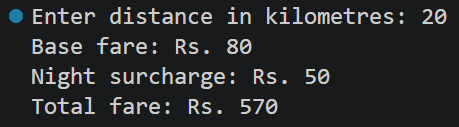 Enter distance in kilometres: 20
Base fare: Rs. 80
Night surcharge: Rs. 50
Total fare: Rs. 570